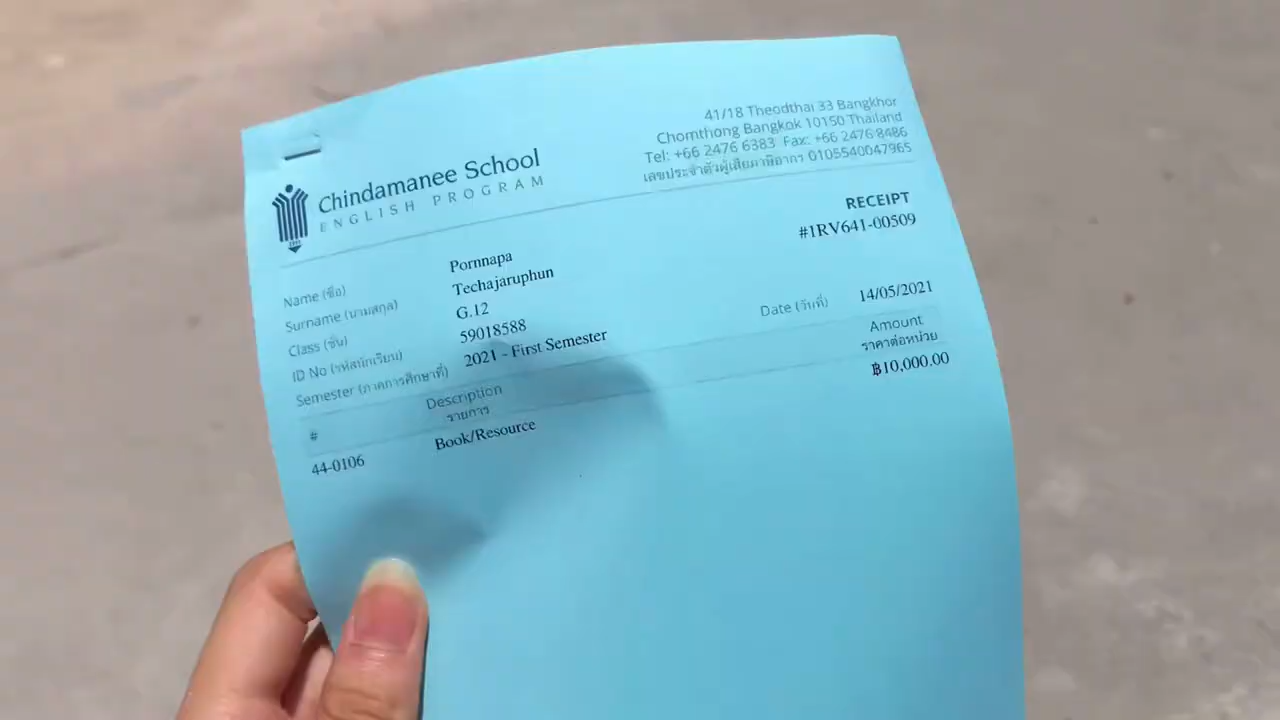 41/18 Theodthai 33 Bangkhor
Chomthong Bangkok 10150 Thailand
Tel: +66 2476 6383 Fax: +66 2476 8486
เลขประจำตัวผู้เสียภาษีอากร 0105540047965
Chindamanee School
ENGLISH PROGRAM
RECEIPT
#1RV641-00509
Name (ชื่อ) Pornnapa
Surname (นามสกุล) Techajaruphun
Class (ชั้น) G.12
ID No (รหัสนักเรียน) 59018588
Semester (ภาคการศึกษาที่) 2021 - First Semester
Date (วันที่) 14/05/2021
# Description Amount
รายการ ราคาต่อหน่วย
44-0106 Book/Resource ฿10,000.00